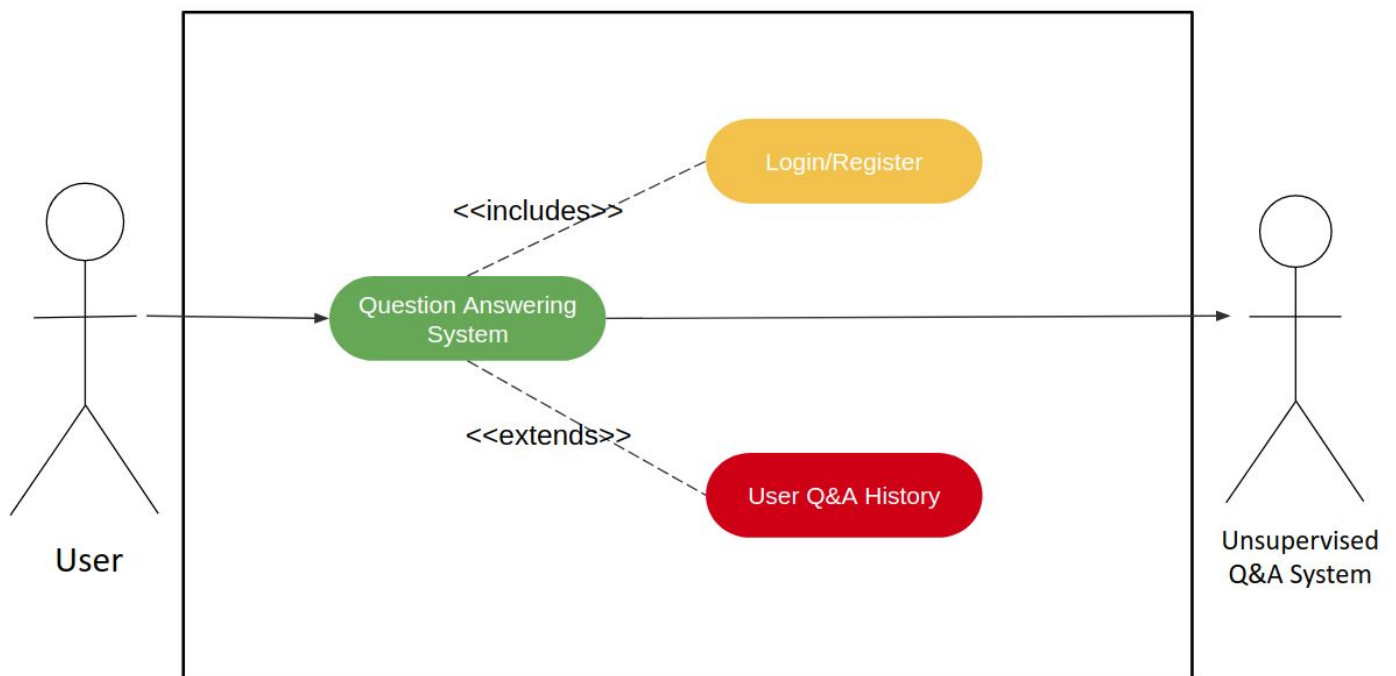 Login/Register
<<includes>>
Question Answering
System
<<extends>>
User Q&A History
User
Unsupervised
Q&A System